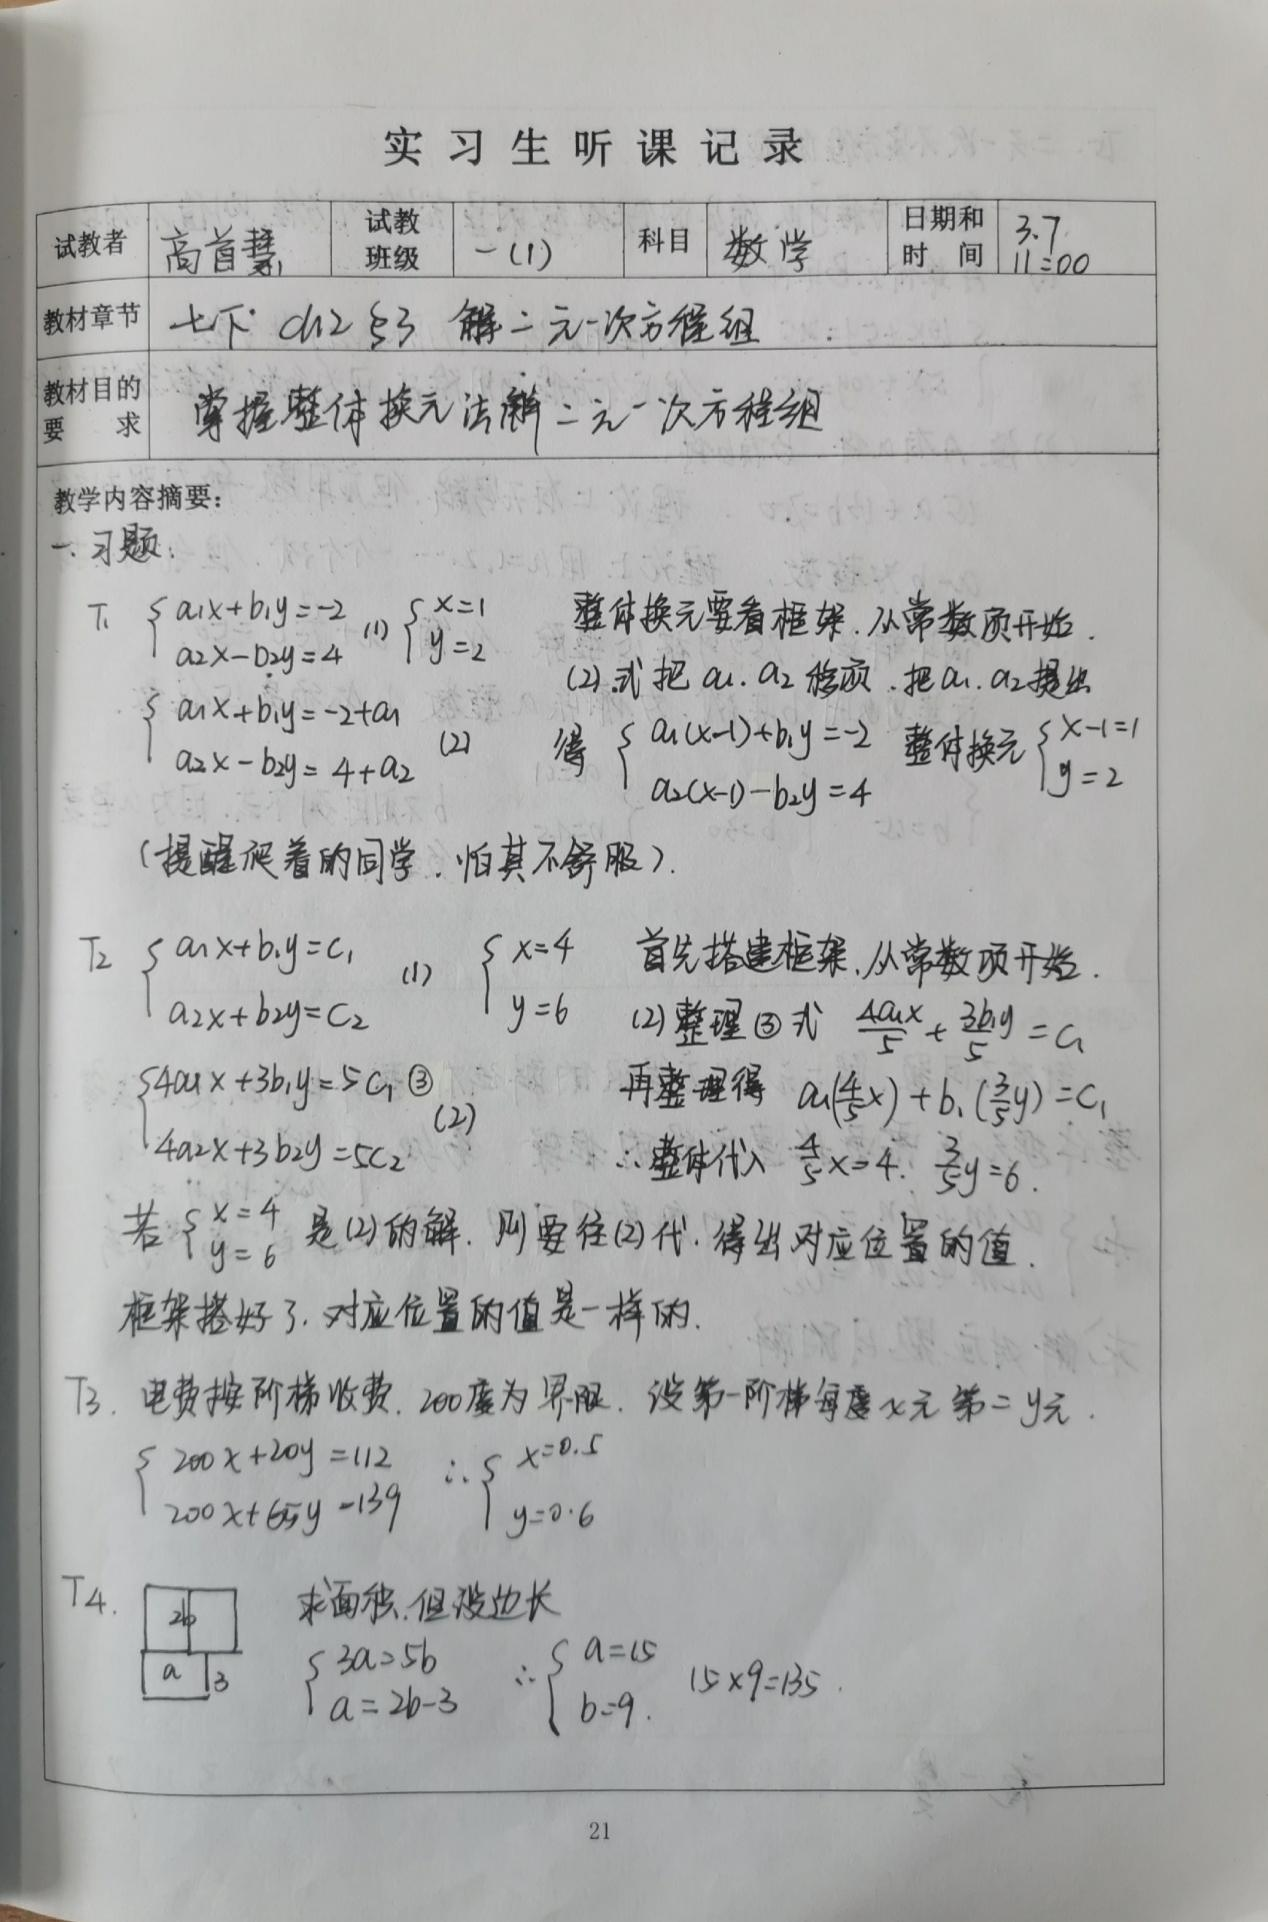 实习生听课记录
试教者 高首慧 试教班级 一(1) 科目 数学 日期和时间 3.7 11:00
教材章节 七下 ch2 §3 解二元一次方程组
教材目的要求 掌握整体换元法解二元一次方程组
教学内容摘要：
一. 习题：
T1 { a1x+b1y=-2 (1) { x=1 整体换元要看框架.从常数项开始.
a2x-b2y=4 y=2 (2)式把a1.a2移项.把a1.a2提出
{ a1x+b1y=-2+a1 (2) 得 { a1(x-1)+b1y=-2 整体换元 { x-1=1
a2x-b2y=4+a2 a2(x-1)-b2y=4 y=2
(提醒爬着的同学.怕其不舒服).
T2 { a1x+b1y=c1 (1) { x=4 首先搭建框架.从常数项开始.
a2x+b2y=c2 y=6 (2)整理③式 4a1x/5 + 3b1y/5 = c1
{ 4a1x+3b1y=5c1 ③ (2) 再整理得 a1(4/5x)+b1(3/5y)=c1
4a2x+3b2y=5c2 ∴整体代入 4/5x=4. 3/5y=6.
若 { x=4 y=6 是(2)的解.则要往(2)代.得出对应位置的值.
框架搭好了.对应位置的值是一样的.
T3. 电费按阶梯收费.200度为界限.设第一阶梯每度x元第二y元.
{ 200x+20y=112 ∴ { x=0.5
200x+65y=139 y=0.6
T4. 2b a 3 求面积.但没边长
{ 3a=5b ∴ { a=15 15×9=135.
a=2b-3 b=9.
21